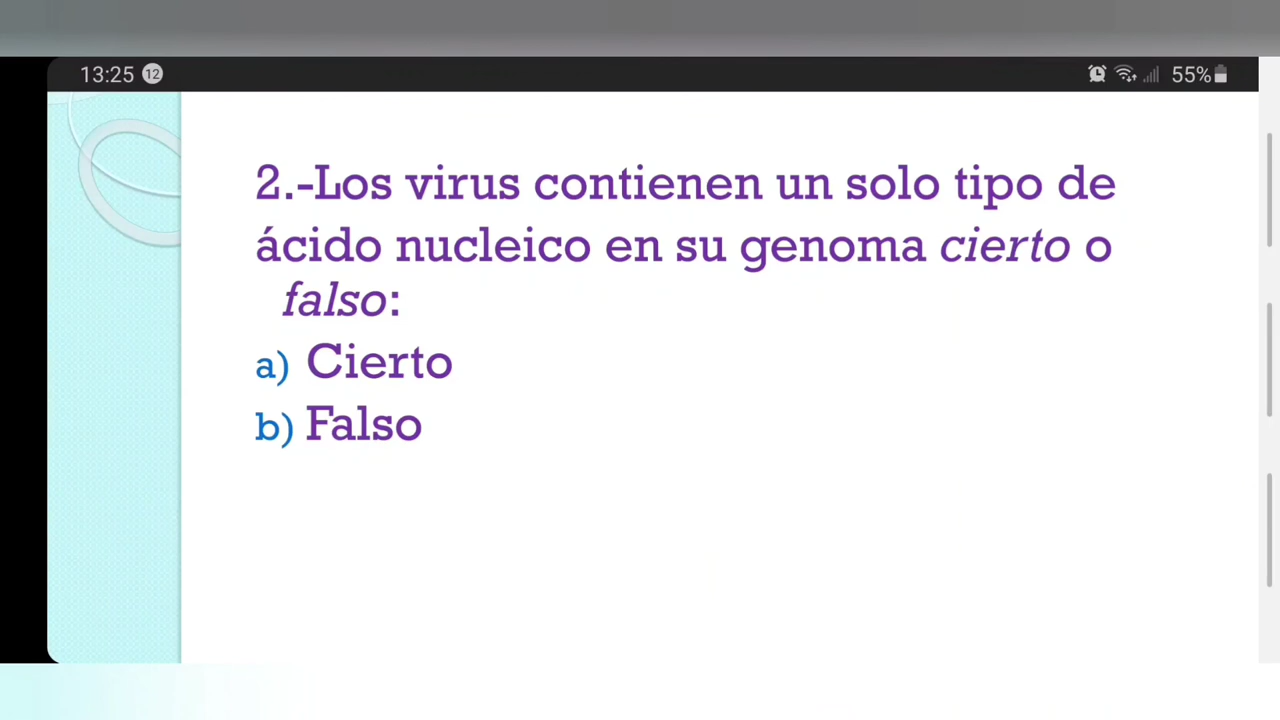 13:25 12 55%
2.-Los virus contienen un solo tipo de
ácido nucleico en su genoma cierto o
falso:
a) Cierto
b) Falso